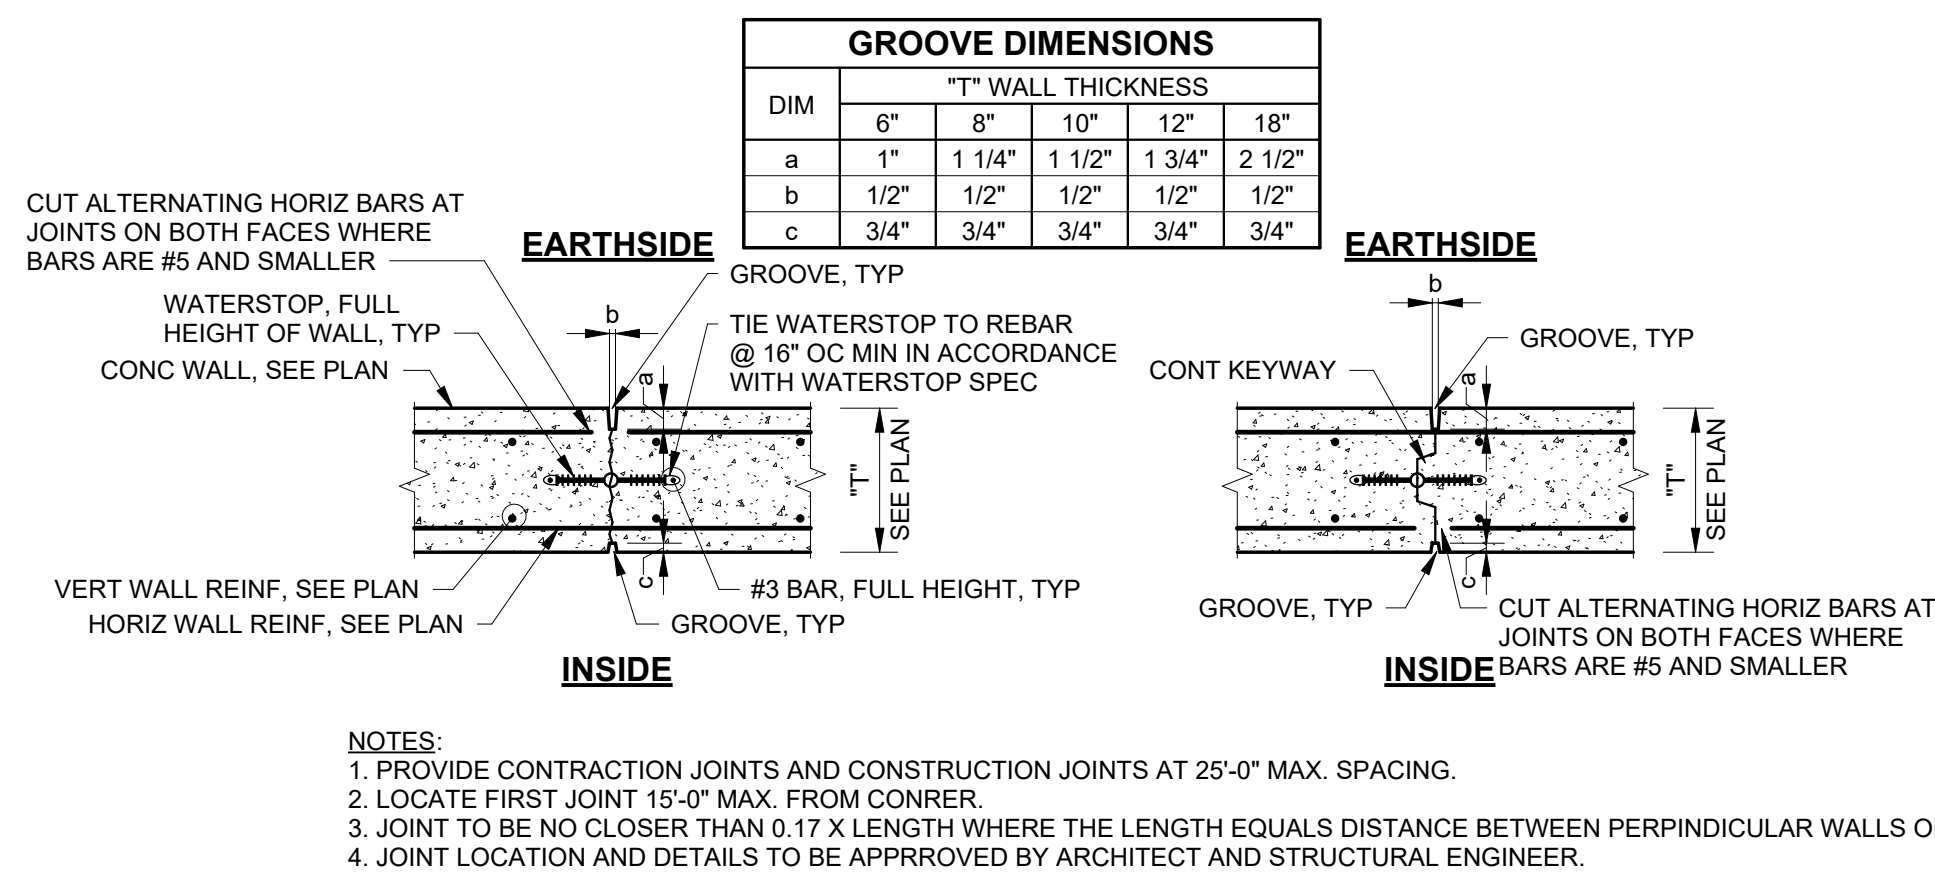 GROOVE DIMENSIONS
DIM
"T" WALL THICKNESS
6" 8" 10" 12" 18"
a 1" 1 1/4" 1 1/2" 1 3/4" 2 1/2"
b 1/2" 1/2" 1/2" 1/2" 1/2"
c 3/4" 3/4" 3/4" 3/4" 3/4"
CUT ALTERNATING HORIZ BARS AT
JOINTS ON BOTH FACES WHERE
BARS ARE #5 AND SMALLER
EARTHSIDE
GROOVE, TYP
WATERSTOP, FULL
HEIGHT OF WALL, TYP
b
TIE WATERSTOP TO REBAR
@ 16" OC MIN IN ACCORDANCE
WITH WATERSTOP SPEC
CONC WALL, SEE PLAN
a
"T"
SEE PLAN
VERT WALL REINF, SEE PLAN
HORIZ WALL REINF, SEE PLAN
c
#3 BAR, FULL HEIGHT, TYP
GROOVE, TYP
INSIDE
EARTHSIDE
b
GROOVE, TYP
CONT KEYWAY
a
"T"
SEE PLAN
c
GROOVE, TYP
CUT ALTERNATING HORIZ BARS AT
JOINTS ON BOTH FACES WHERE
BARS ARE #5 AND SMALLER
INSIDE
NOTES:
1. PROVIDE CONTRACTION JOINTS AND CONSTRUCTION JOINTS AT 25'-0" MAX. SPACING.
2. LOCATE FIRST JOINT 15'-0" MAX. FROM CONRER.
3. JOINT TO BE NO CLOSER THAN 0.17 X LENGTH WHERE THE LENGTH EQUALS DISTANCE BETWEEN PERPINDICULAR WALLS
4. JOINT LOCATION AND DETAILS TO BE APPRROVED BY ARCHITECT AND STRUCTURAL ENGINEER.